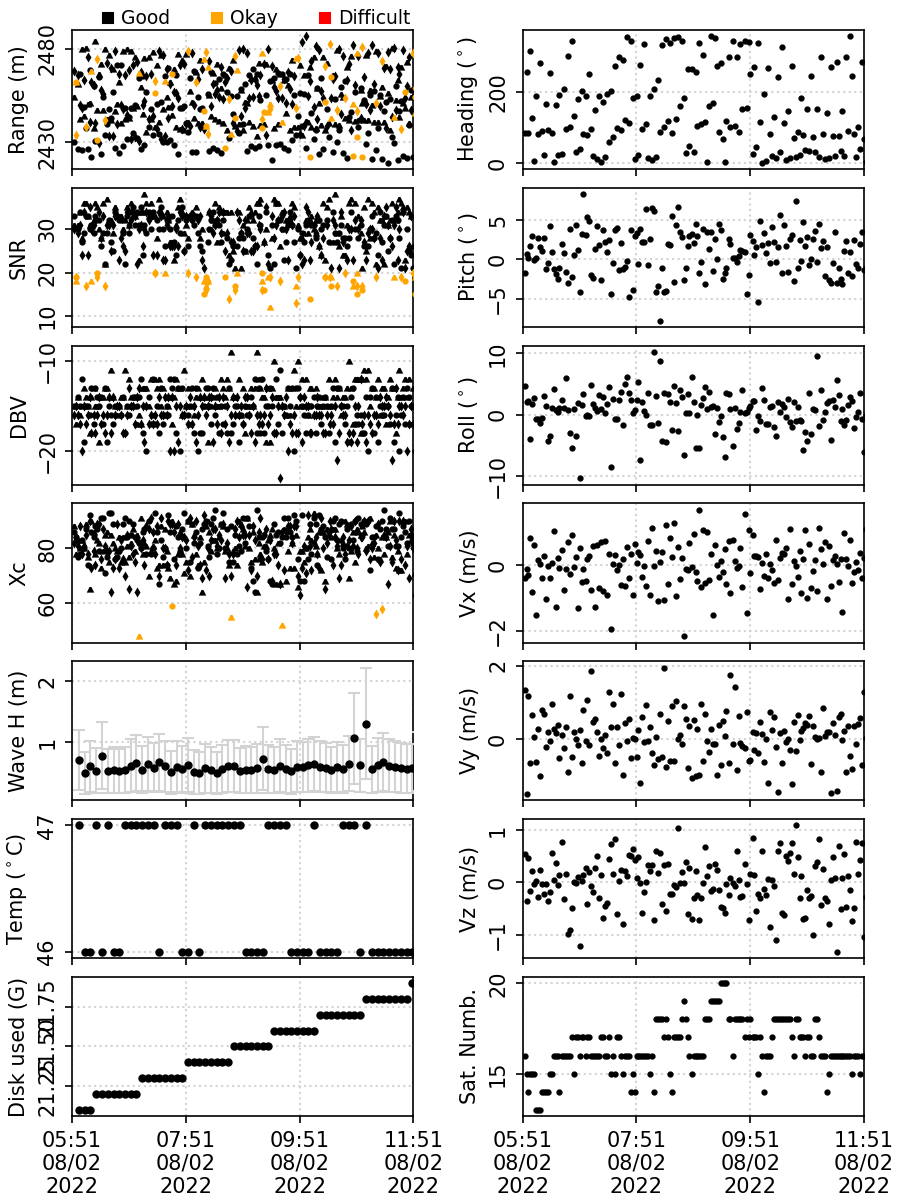 Good Okay Difficult
Range (m)
2480
2430
Heading (°)
200
0
SNR
30
20
10
Pitch (°)
5
0
−5
DBV
−10
−20
Roll (°)
10
0
−10
Xc
80
60
Vx (m/s)
0
−2
Wave H (m)
2
1
Vy (m/s)
2
0
Temp (°C)
47
46
Vz (m/s)
1
0
−1
Disk used (G)
21.75
21.50
21.25
Sat. Numb.
20
15
05:51 07:51 09:51 11:51 05:51 07:51 09:51 11:51
08/02 08/02 08/02 08/02 08/02 08/02 08/02 08/02
2022 2022 2022 2022 2022 2022 2022 2022